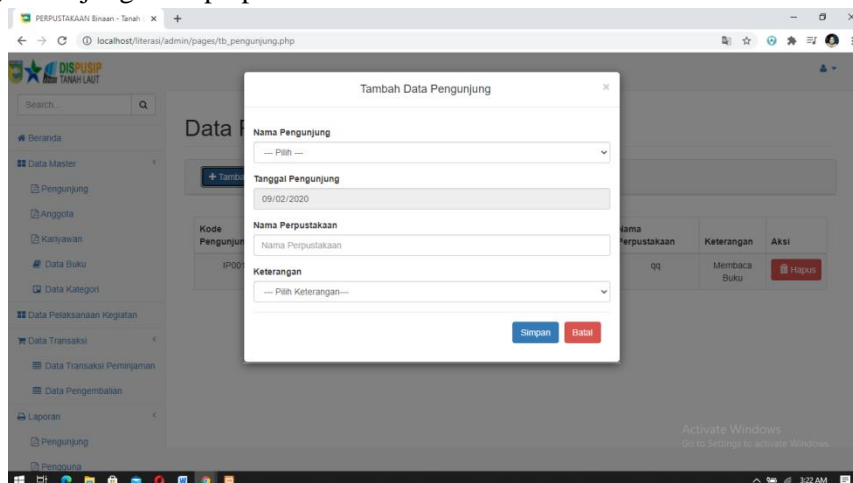 PERPUSTAKAAN Binaan - Tanah
localhost/literasi/admin/pages/tb_pengunjung.php
DISPUSIP
TANAH LAUT
Search...
Beranda
Data Master
Pengunjung
Anggota
Kariyawan
Data Buku
Data Kategori
Data Pelaksanaan Kegiatan
Data Transaksi
Data Transaksi Peminjaman
Data Pengembalian
Laporan
Pengunjung
Pengguna
Data
+ Tamba
Kode
Pengunjun
IP001
Tambah Data Pengunjung
×
Nama Pengunjung
--- Pilih ---
Tanggal Pengunjung
09/02/2020
Nama Perpustakaan
Nama Perpustakaan
Keterangan
--- Pilih Keterangan---
Simpan Batal
Nama
Perpustakaan Keterangan Aksi
qq Membaca
Buku Hapus
Activate Windows
Go to Settings to activate Windows.
3:22 AM